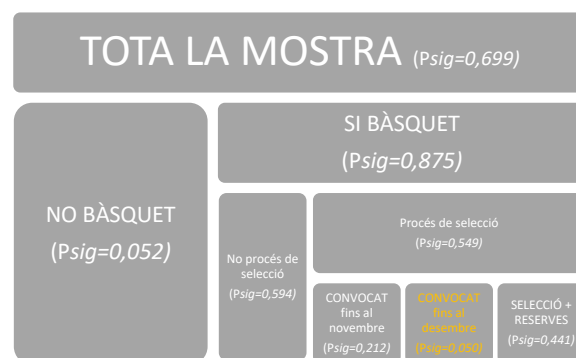 TOTA LA MOSTRA (Psig=0,699)
SI BÀSQUET
(Psig=0,875)
NO BÀSQUET
(Psig=0,052)
No procés de
selecció
(Psig=0,594)
Procés de selecció
(Psig=0,549)
CONVOCAT
fins al
novembre
(Psig=0,212)
CONVOCAT
fins al
desembre
(Psig=0,050)
SELECCIÓ +
RESERVES
(Psig=0,441)